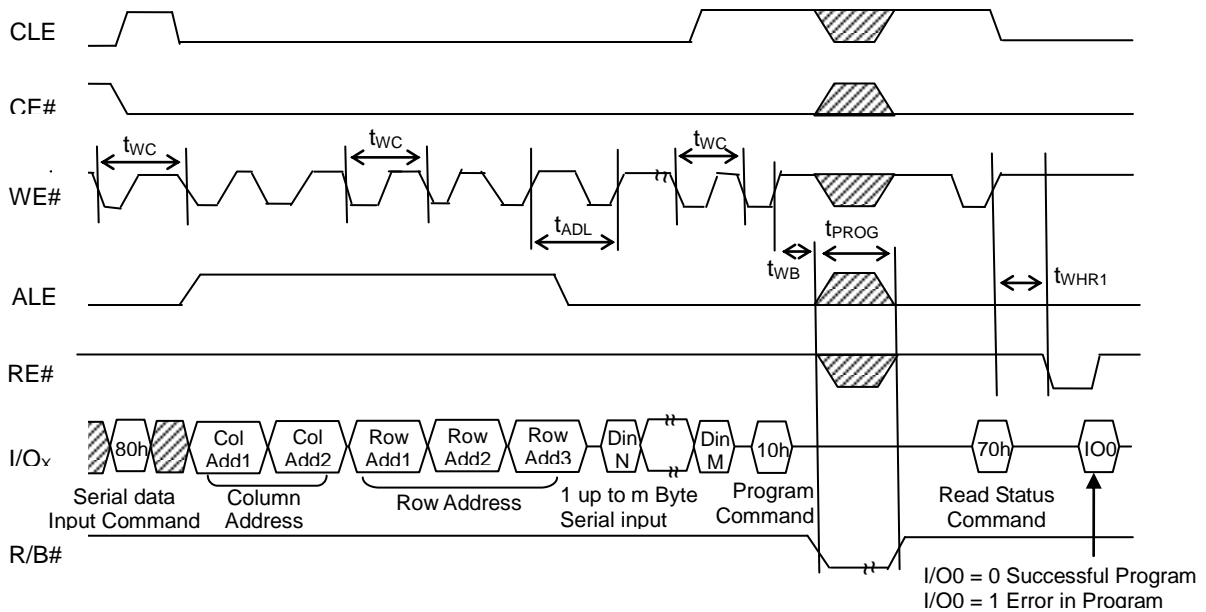 CLE
CE#
tWC
tWC
tWC
WE#
tADL
tPROG
tWB
ALE
tWHR1
RE#
I/Ox
80h
Col Add1
Col Add2
Row Add1
Row Add2
Row Add3
Din N
Din M
10h
70h
IO0
Serial data
Input Command
Column
Address
Row Address
1 up to m Byte
Serial input
Program
Command
Read Status
Command
R/B#
I/O0 = 0 Successful Program
I/O0 = 1 Error in Program